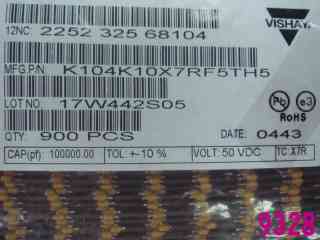 VISHAY
12NC: 2252 325 68104
MFG.P/N: K104K10X7RF5TH5
LOT NO. 17W442S05
Pb e3
RoHS
QTY: 900 PCS
DATE: 0443
CAP(pf): 100000.00 TOL: +-10 % VOLT: 50 VDC TC: X7R
9328